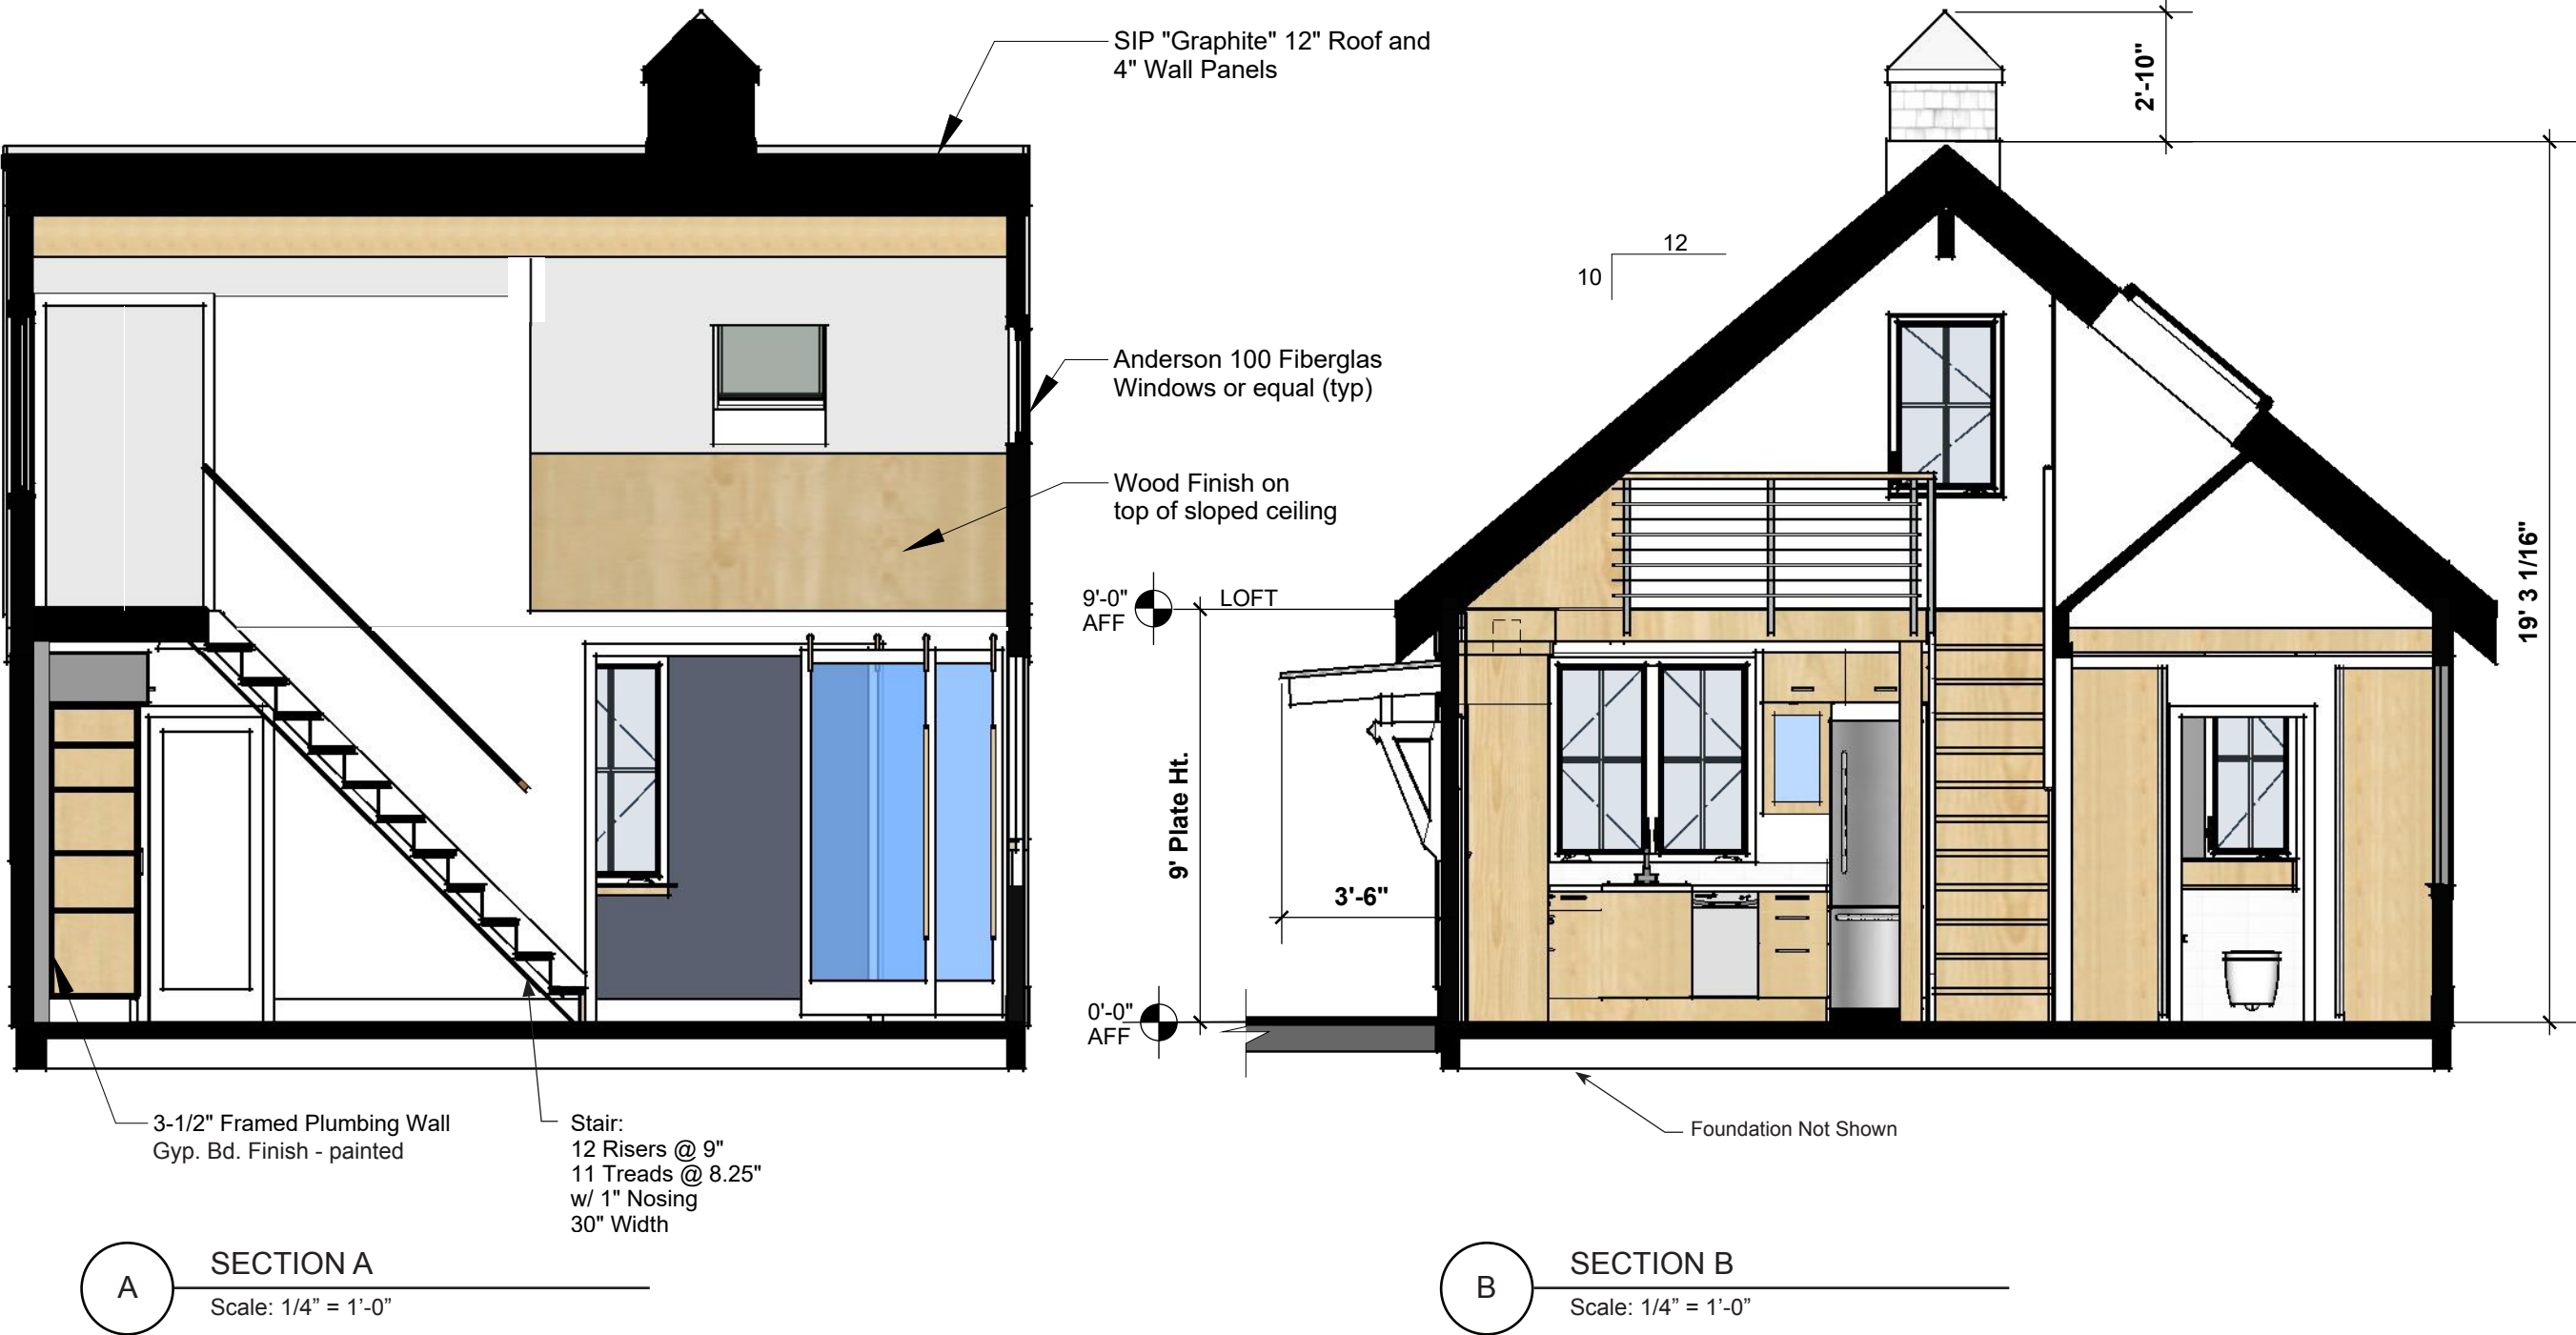 SIP "Graphite" 12" Roof and
4" Wall Panels
Anderson 100 Fiberglas
Windows or equal (typ)
Wood Finish on
top of sloped ceiling
3-1/2" Framed Plumbing Wall
Gyp. Bd. Finish - painted
Stair:
12 Risers @ 9"
11 Treads @ 8.25"
w/ 1" Nosing
30" Width
A
SECTION A
Scale: 1/4” = 1’-0”
2'-10"
12
10
19' 3 1/16"
9'-0"
AFF
LOFT
9' Plate Ht.
3'-6"
0'-0"
AFF
Foundation Not Shown
B
SECTION B
Scale: 1/4” = 1’-0”